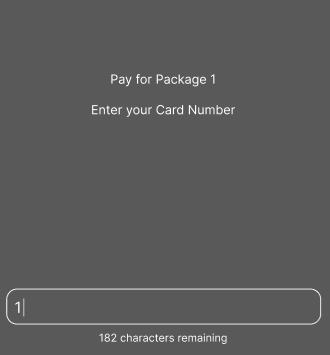 Pay for Package 1
Enter your Card Number
1
182 characters remaining